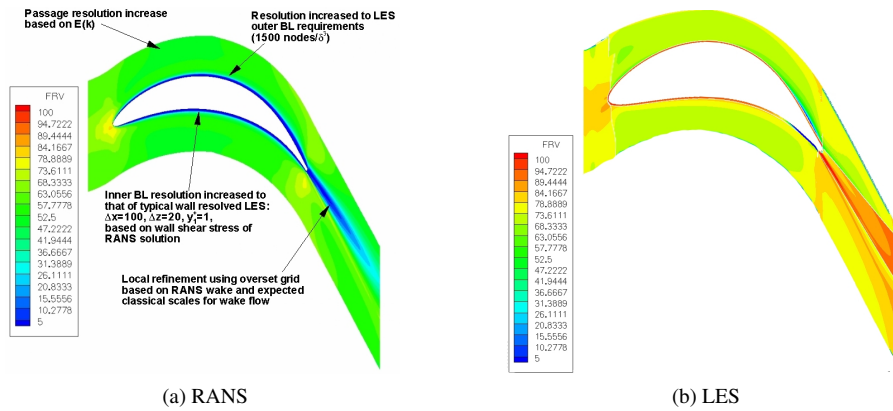 Passage resolution increase
based on E(k)
Resolution increased to LES
outer BL requirements
(1500 nodes/δ³)
FRV
100
94.7222
89.4444
84.1667
78.8889
73.6111
68.3333
63.0556
57.7778
52.5
47.2222
41.9444
36.6667
31.3889
26.1111
20.8333
15.5556
10.2778
5
Inner BL resolution increased to
that of typical wall resolved LES:
Δx=100, Δz=20, y⁺=1,
based on wall shear stress of
RANS solution
Local refinement using overset grid
based on RANS wake and expected
classical scales for wake flow
(a) RANS
FRV
100
94.7222
89.4444
84.1667
78.8889
73.6111
68.3333
63.0556
57.7778
52.5
47.2222
41.9444
36.6667
31.3889
26.1111
20.8333
15.5556
10.2778
5
(b) LES